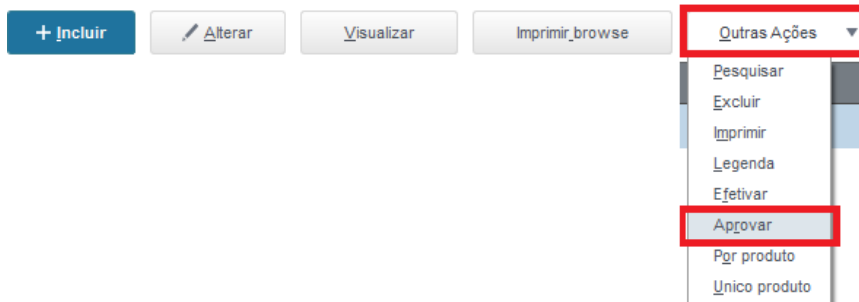 + Incluir
Alterar
Visualizar
Imprimir browse
Outras Ações
Pesquisar
Excluir
Imprimir
Legenda
Efetivar
Aprovar
Por produto
Unico produto